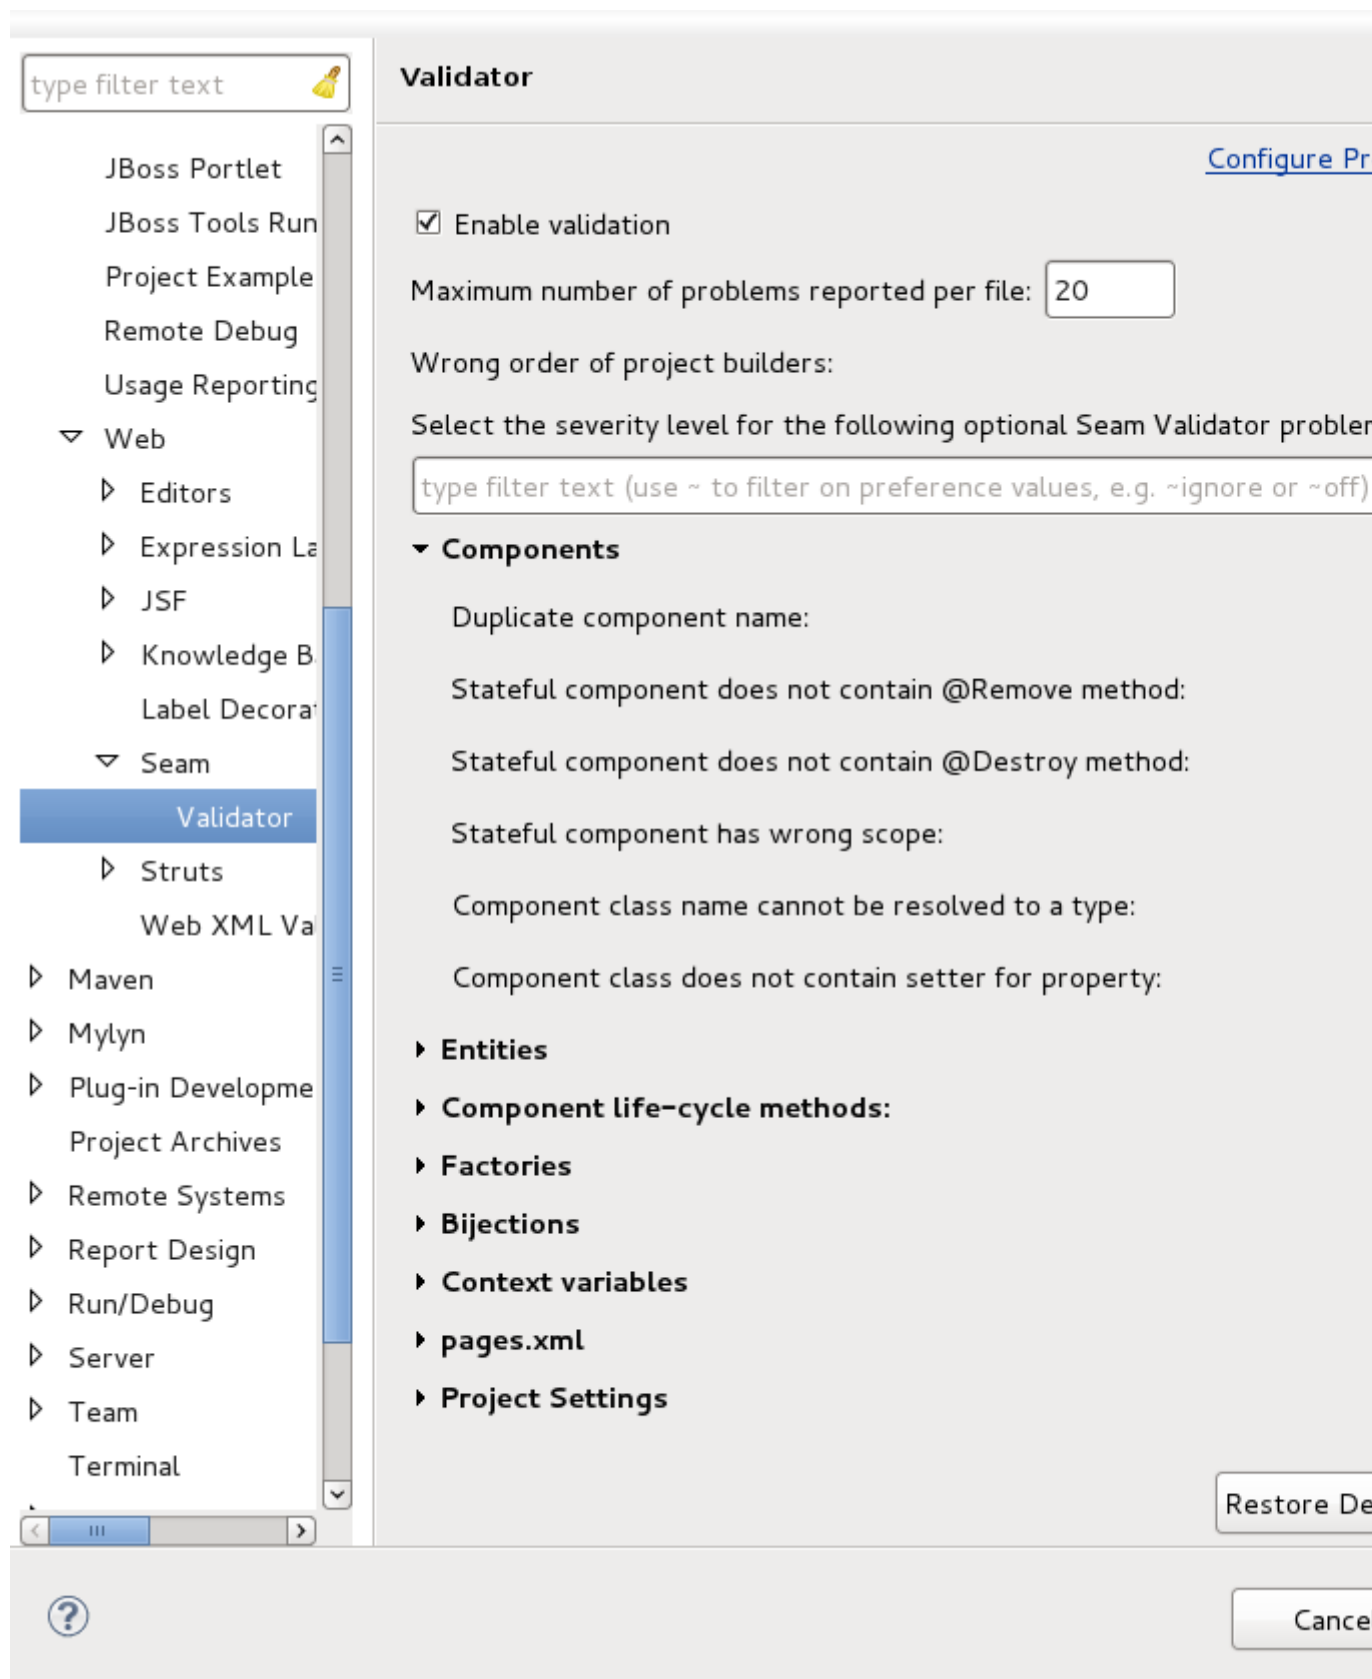 type filter text
JBoss Portlet
JBoss Tools Run
Project Example
Remote Debug
Usage Reporting
Web
Editors
Expression La
JSF
Knowledge B
Label Decorat
Seam
Validator
Struts
Web XML Val
Maven
Mylyn
Plug-in Developme
Project Archives
Remote Systems
Report Design
Run/Debug
Server
Team
Terminal
Validator
Configure Pr
Enable validation
Maximum number of problems reported per file: 20
Wrong order of project builders:
Select the severity level for the following optional Seam Validator problem
type filter text (use ~ to filter on preference values, e.g. ~ignore or ~off)
Components
Duplicate component name:
Stateful component does not contain @Remove method:
Stateful component does not contain @Destroy method:
Stateful component has wrong scope:
Component class name cannot be resolved to a type:
Component class does not contain setter for property:
Entities
Component life-cycle methods:
Factories
Bijections
Context variables
pages.xml
Project Settings
Restore De
Cance